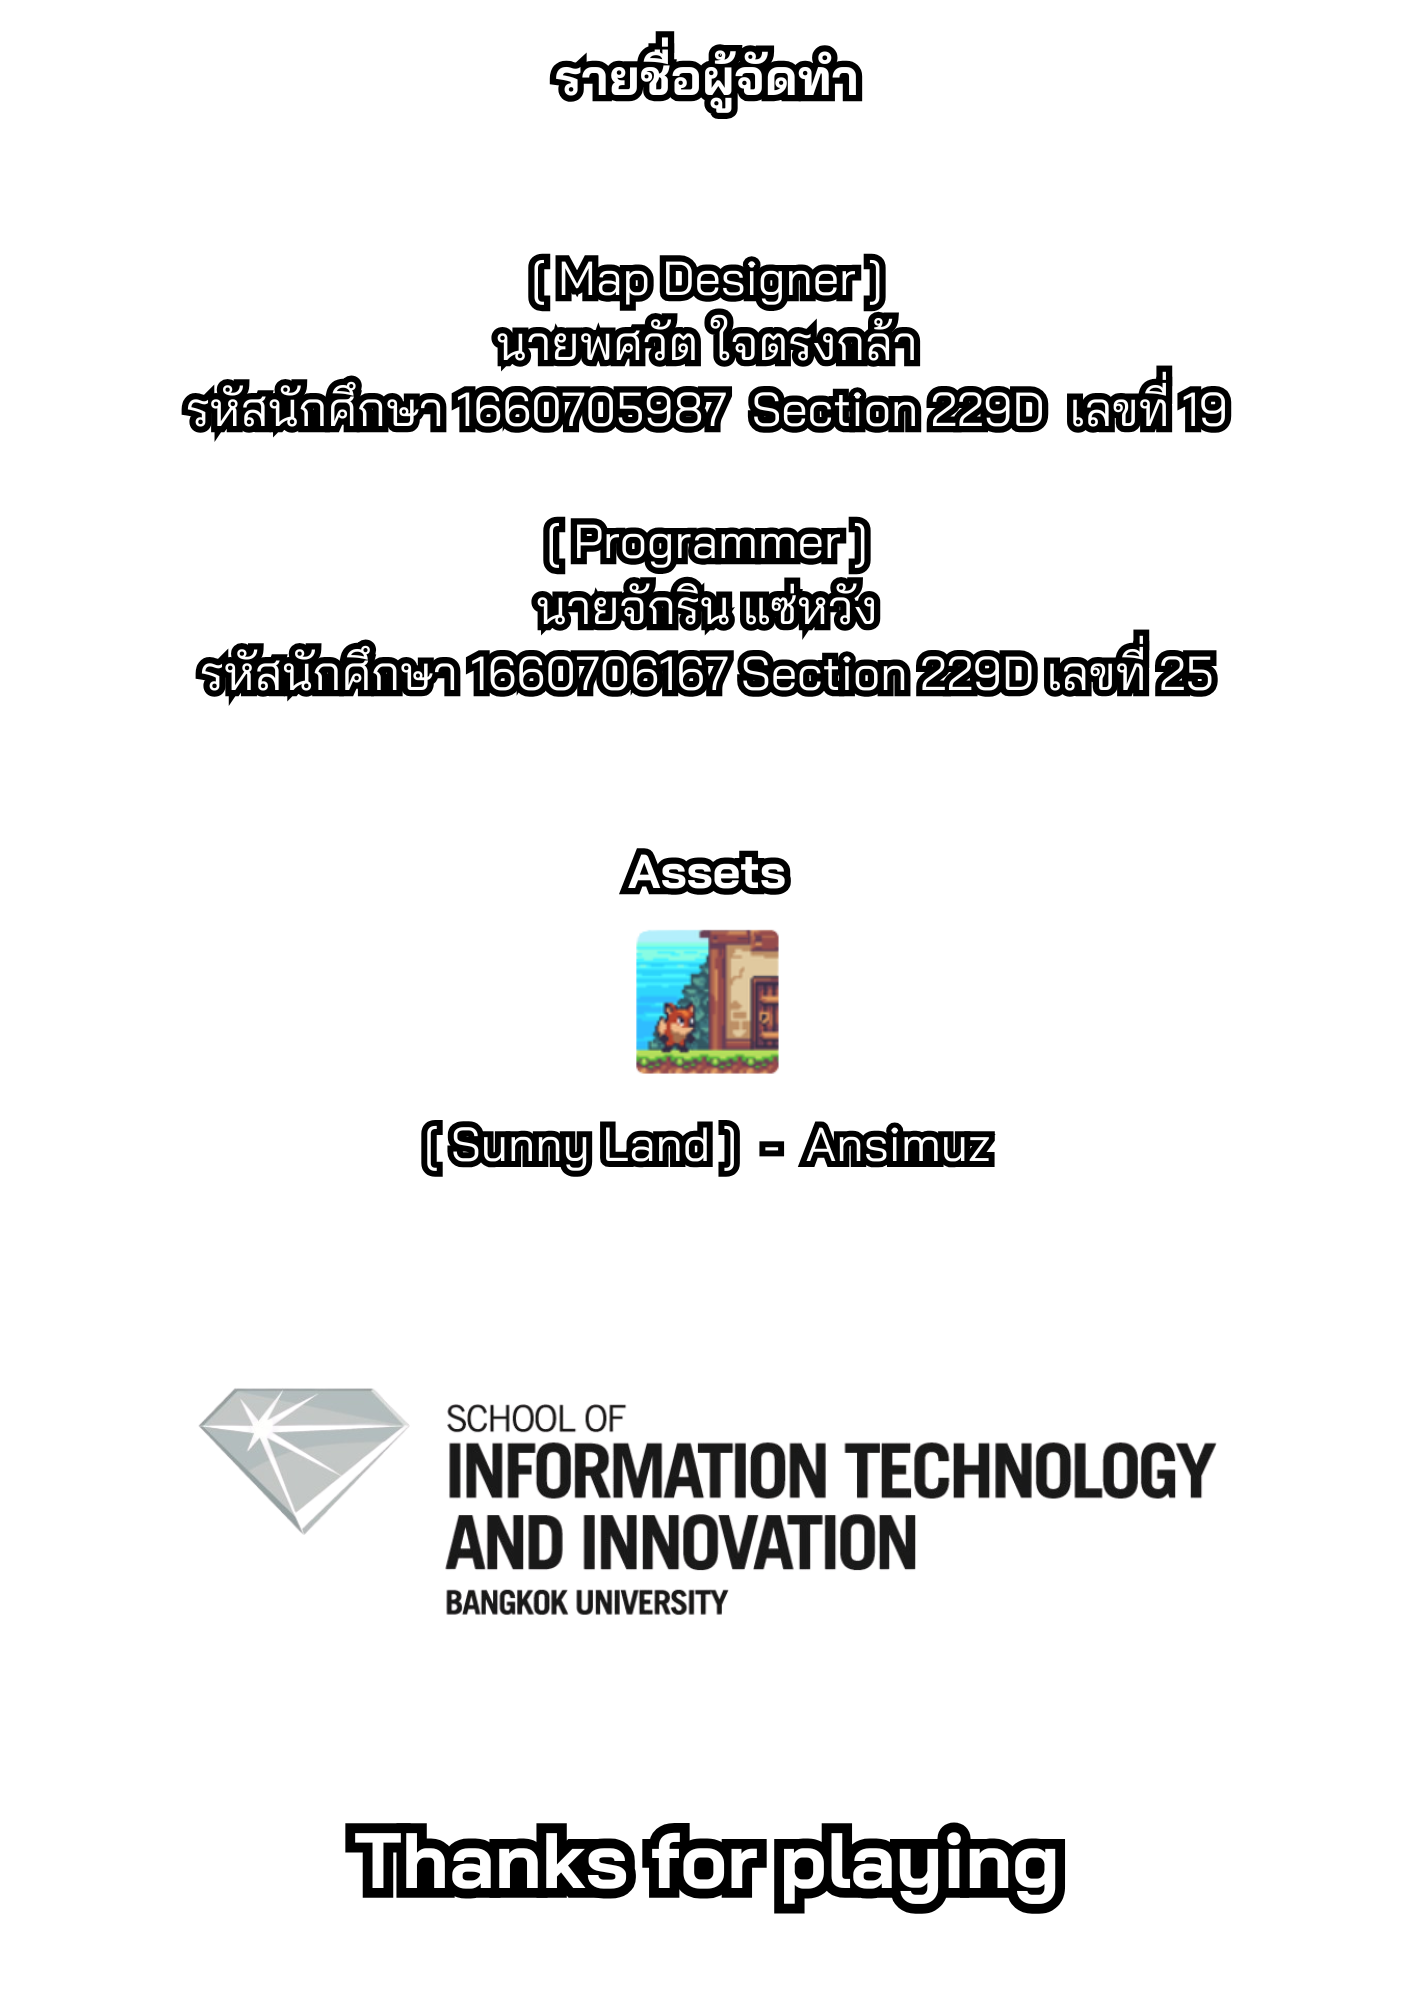 รายชื่อผู้จัดทำ
( Map Designer )
นายพศวัต ใจตรงกล้า
รหัสนักศึกษา 1660705987 Section 229D เลขที่ 19
( Programmer )
นายจักริน แซ่หวัง
รหัสนักศึกษา 1660706167 Section 229D เลขที่ 25
Assets
( Sunny Land ) - Ansimuz
SCHOOL OF
INFORMATION TECHNOLOGY
AND INNOVATION
BANGKOK UNIVERSITY
Thanks for playing